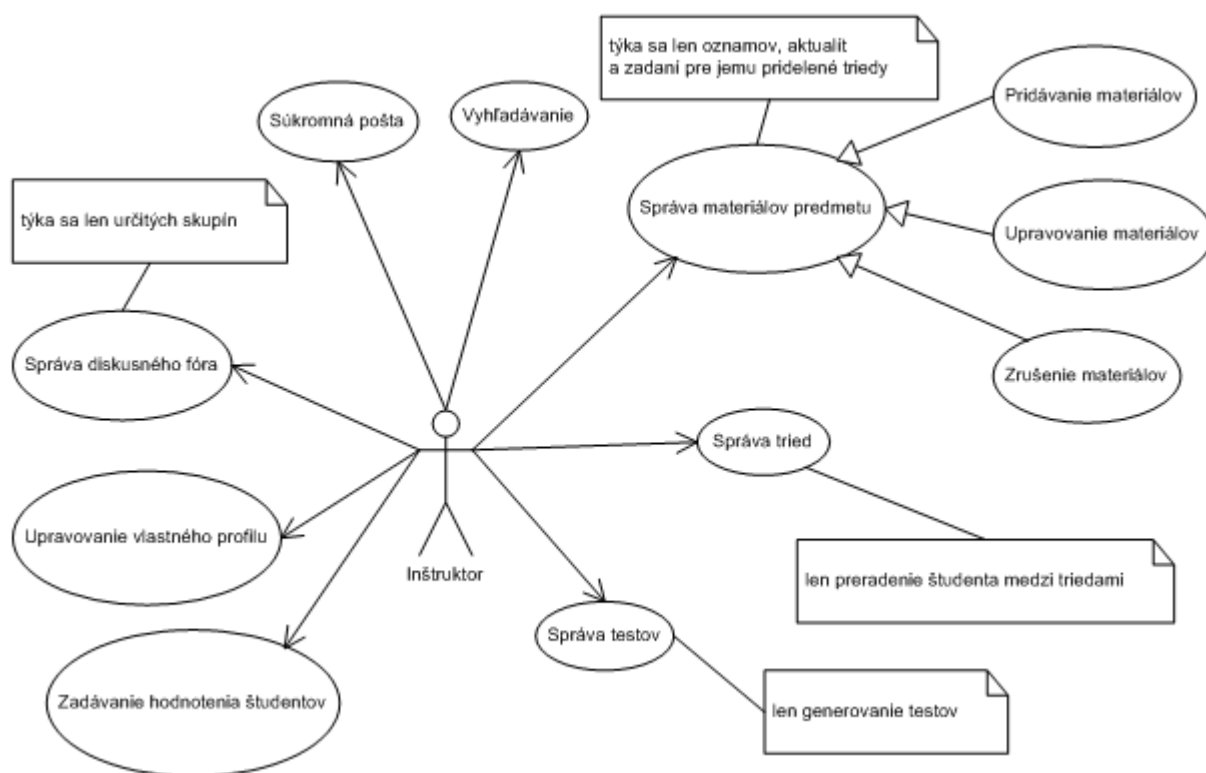 týka sa len oznamov, aktualít
a zadaní pre jemu pridelené triedy
Pridávanie materiálov
Súkromná pošta
Vyhľadávanie
týka sa len určitých skupín
Správa materiálov predmetu
Upravovanie materiálov
Správa diskusného fóra
Zrušenie materiálov
Správa tried
Upravovanie vlastného profilu
Inštruktor
len preradenie študenta medzi triedami
Správa testov
Zadávanie hodnotenia študentov
len generovanie testov